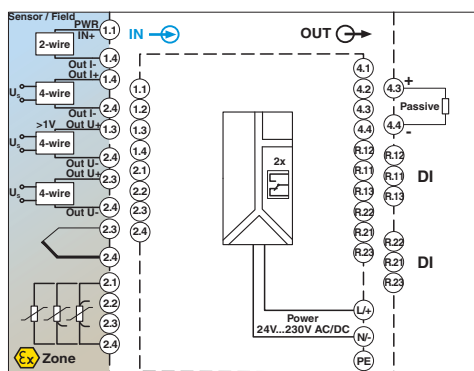 Sensor / Field
PWR
IN+
2-wire
1.1
1.4
Out I-
Out I+
4-wire
Us
1.4
2.4
Out I-
>1V
Out U+
4-wire
Us
1.3
2.4
Out U-
Out U+
4-wire
Us
2.3
2.4
Out U-
2.3
2.4
2.1
2.2
2.3
2.4
Ex Zone
IN
1.1
1.2
1.3
1.4
2.1
2.2
2.3
2.4
2x
Power
24V...230V AC/DC
OUT
4.1
4.2
4.3
4.4
R.12
R.11
R.13
R.22
R.21
R.23
L/+
N/-
PE
4.3
+
Passive
4.4
-
R.12
R.11
R.13
DI
R.22
R.21
R.23
DI